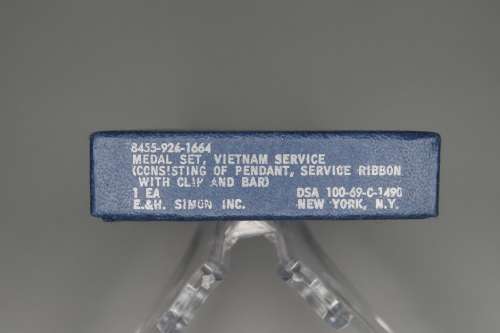 8455-926-1664
MEDAL SET, VIETNAM SERVICE
(CONSISTING OF PENDANT, SERVICE RIBBON
WITH CLIP AND BAR)
1 EA DSA 100-69-C-1490
E.&H. SIMON INC. NEW YORK, N.Y.